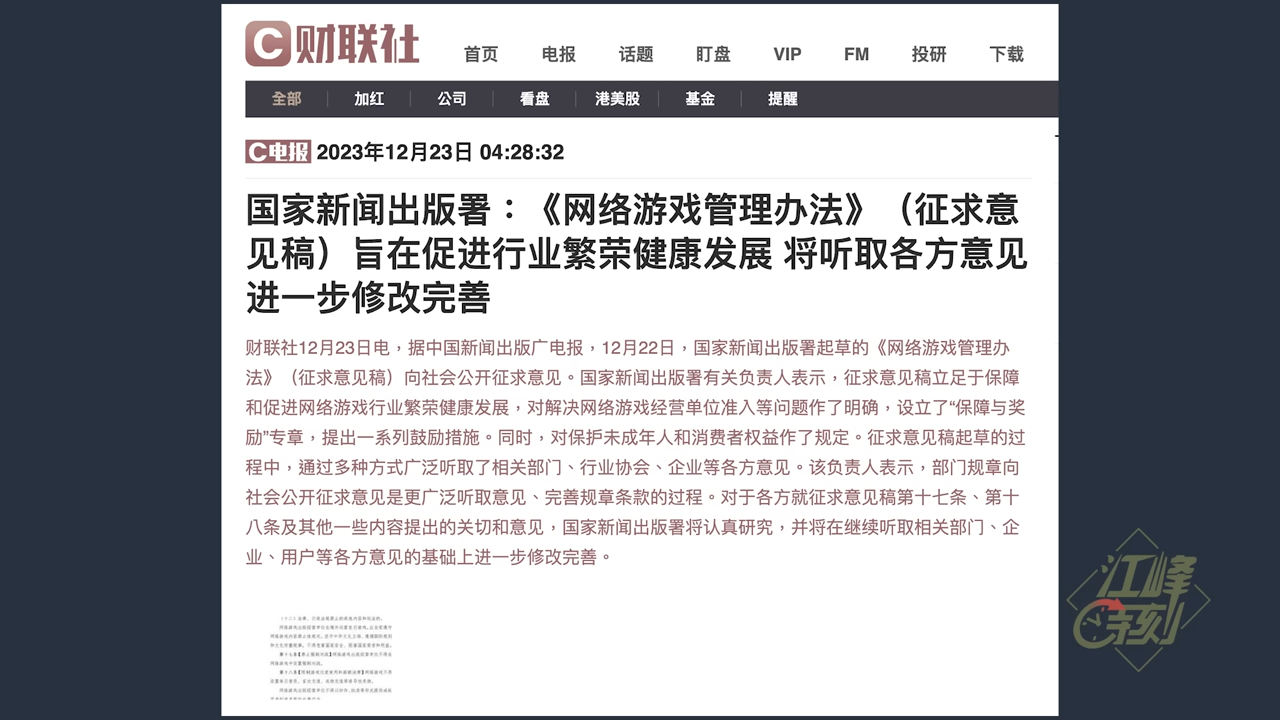 C 财联社
首页 电报 话题 盯盘 VIP FM 投研 下载
全部 加红 公司 看盘 港美股 基金 提醒
C电报 2023年12月23日 04:28:32
国家新闻出版署：《网络游戏管理办法》（征求意
见稿）旨在促进行业繁荣健康发展 将听取各方意见
进一步修改完善
财联社12月23日电，据中国新闻出版广电报，12月22日，国家新闻出版署起草的《网络游戏管理办
法》（征求意见稿）向社会公开征求意见。国家新闻出版署有关负责人表示，征求意见稿立足于保障
和促进网络游戏行业繁荣健康发展，对解决网络游戏经营单位准入等问题作了明确，设立了“保障与奖
励”专章，提出一系列鼓励措施。同时，对保护未成年人和消费者权益作了规定。征求意见稿起草的过
程中，通过多种方式广泛听取了相关部门、行业协会、企业等各方意见。该负责人表示，部门规章向
社会公开征求意见是更广泛听取意见、完善规章条款的过程。对于各方就征求意见稿第十七条、第十
八条及其他一些内容提出的关切和意见，国家新闻出版署将认真研究，并将在继续听取相关部门、企
业、用户等各方意见的基础上进一步修改完善。
江峰
时刻